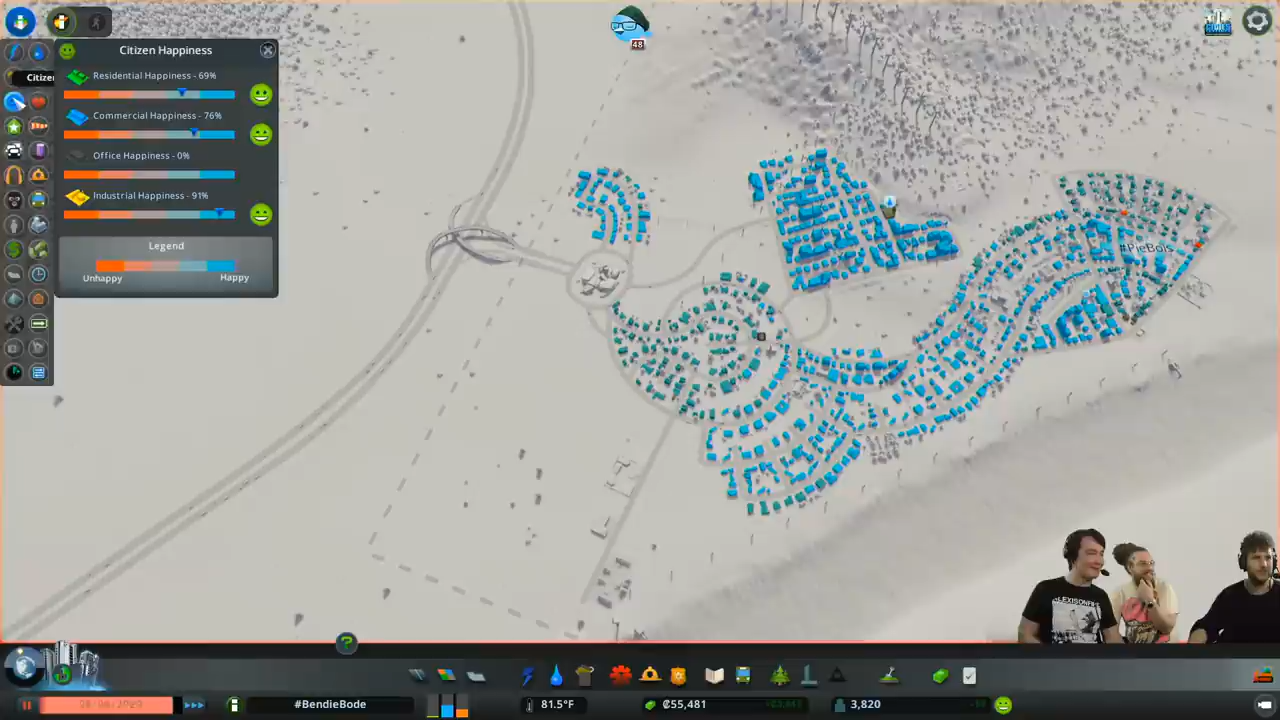 48
Citizen Happiness
Citizen
Residential Happiness - 69%
Commercial Happiness - 76%
Office Happiness - 0%
Industrial Happiness - 91%
Legend
Unhappy
Happy
#PieBois
?
#BendieBode
81.5°F
₡55,481
3,820